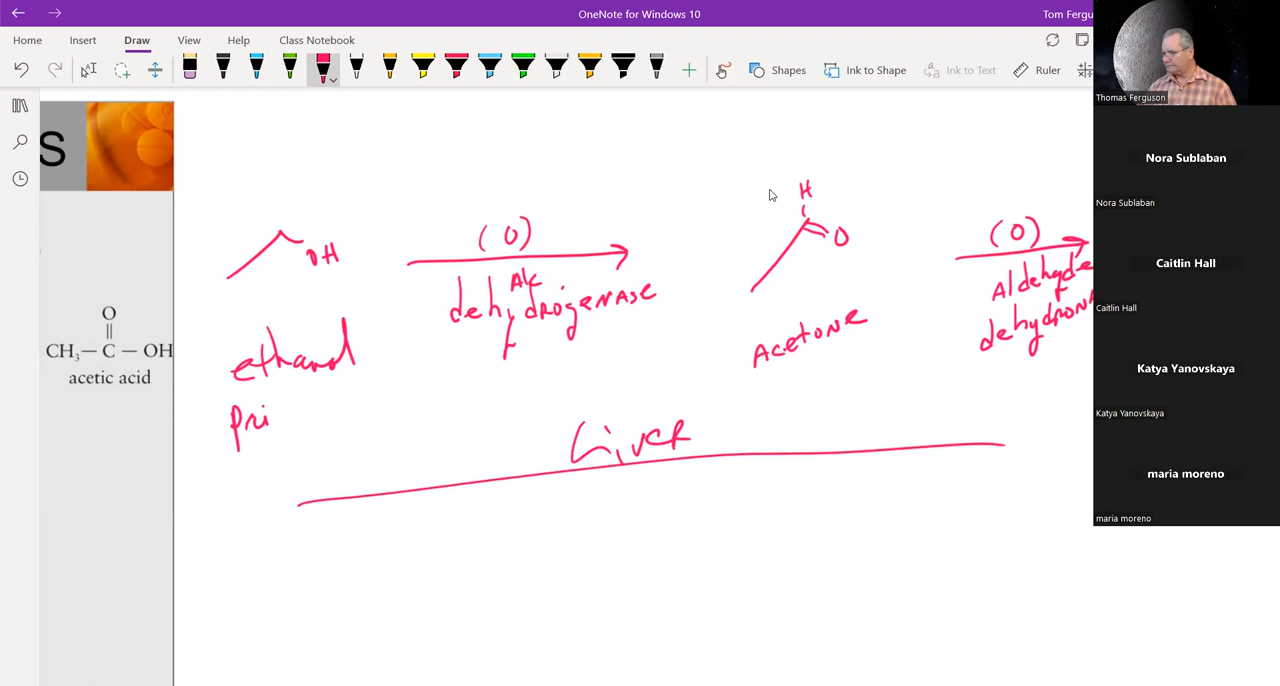 OneNote for Windows 10
Tom Fergu
Home
Insert
Draw
View
Help
Class Notebook
Shapes
Ink to Shape
Ink to Text
Ruler
Thomas Ferguson
Nora Sublaban
Nora Sublaban
Caitlin Hall
Caitlin Hall
Katya Yanovskaya
Katya Yanovskaya
maria moreno
maria moreno
S
O
CH₃— C — OH
acetic acid
OH
ethanol
pri
(O)
Alc
dehydrogenase
H
O
Acetone
(O)
Aldehyde
dehydron
Liver